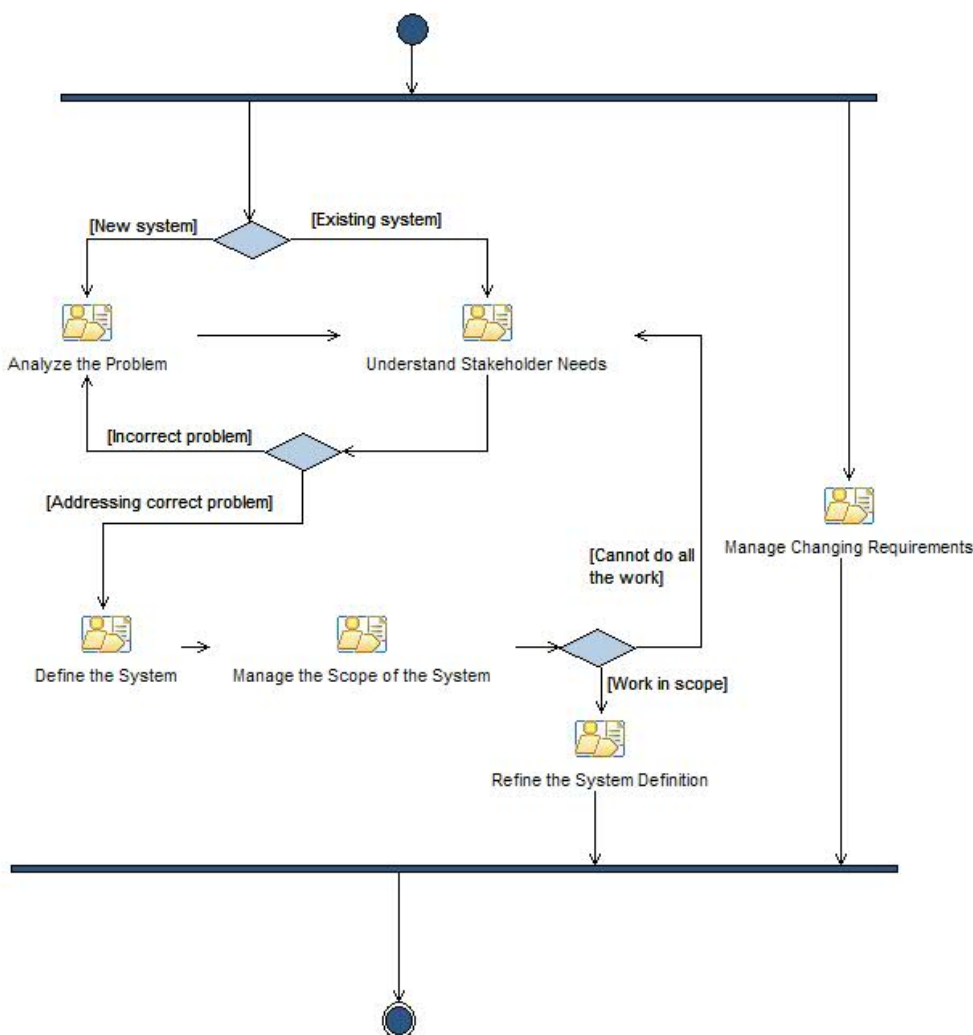 [New system]
[Existing system]
Analyze the Problem
Understand Stakeholder Needs
[Incorrect problem]
[Addressing correct problem]
Manage Changing Requirements
[Cannot do all
the work]
Define the System
Manage the Scope of the System
[Work in scope]
Refine the System Definition